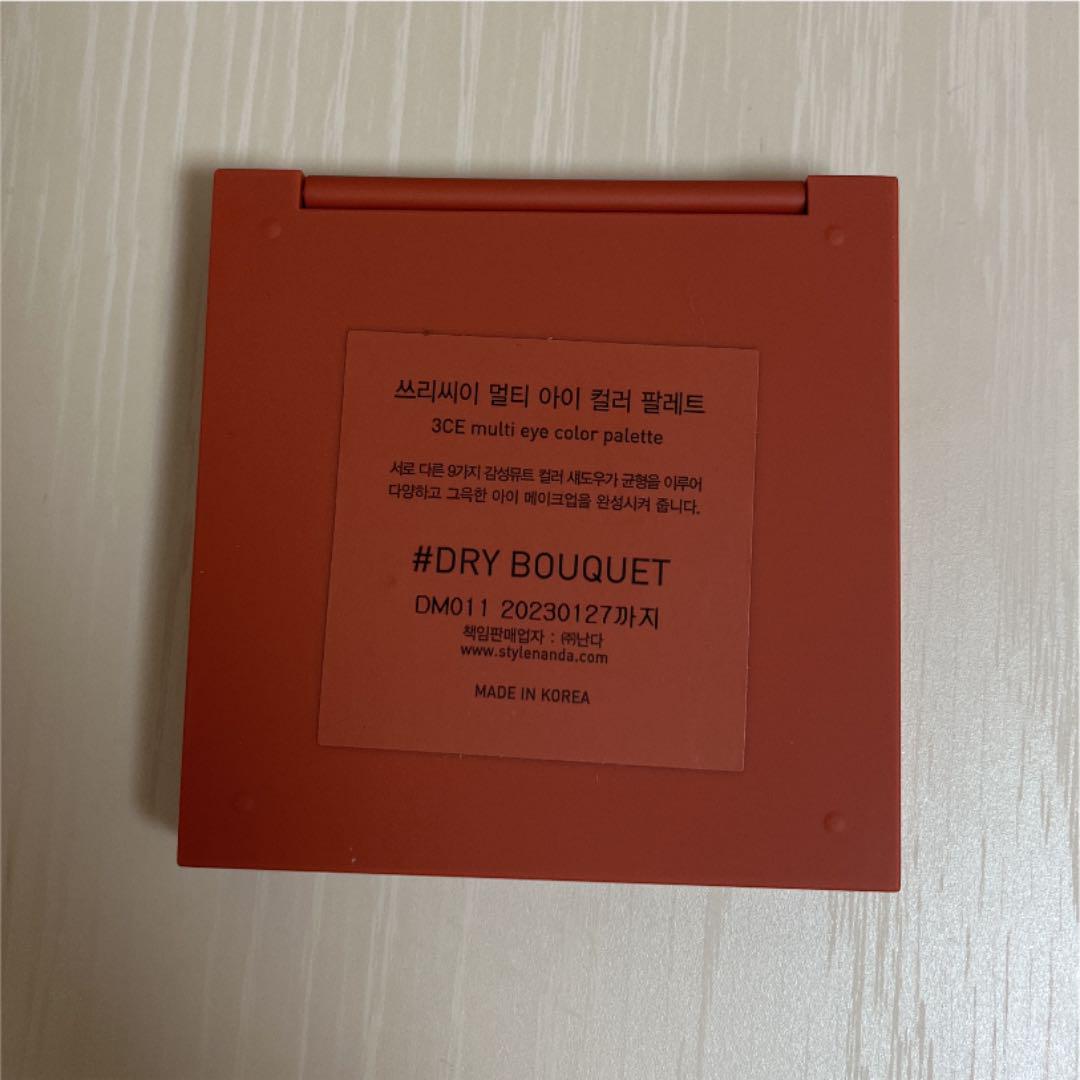 쓰리씨이 멀티 아이 컬러 팔레트
3CE multi eye color palette
서로 다른 9가지 감성뮤트 컬러 섀도우가 균형을 이루어
다양하고 그윽한 아이 메이크업을 완성시켜 줍니다.
#DRY BOUQUET
DM011 20230127까지
책임판매업자 : ㈜난다
www.stylenanda.com
MADE IN KOREA